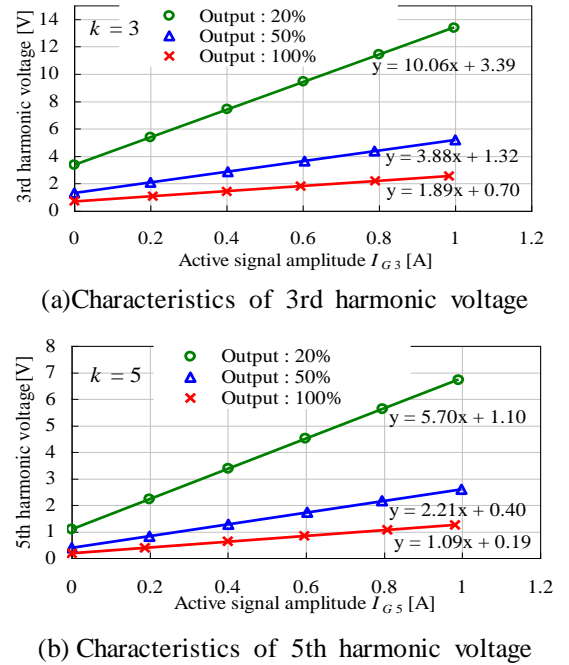 14
12
10
8
6
4
2
0
3rd harmonic voltage [V]
k = 3
Output : 20%
Output : 50%
Output : 100%
y = 10.06x + 3.39
y = 3.88x + 1.32
y = 1.89x + 0.70
0 0.2 0.4 0.6 0.8 1 1.2
Active signal amplitude I G3 [A]
(a)Characteristics of 3rd harmonic voltage
8
7
6
5
4
3
2
1
0
5th harmonic voltage [V]
k = 5
Output : 20%
Output : 50%
Output : 100%
y = 5.70x + 1.10
y = 2.21x + 0.40
y = 1.09x + 0.19
0 0.2 0.4 0.6 0.8 1 1.2
Active signal amplitude I G5 [A]
(b) Characteristics of 5th harmonic voltage